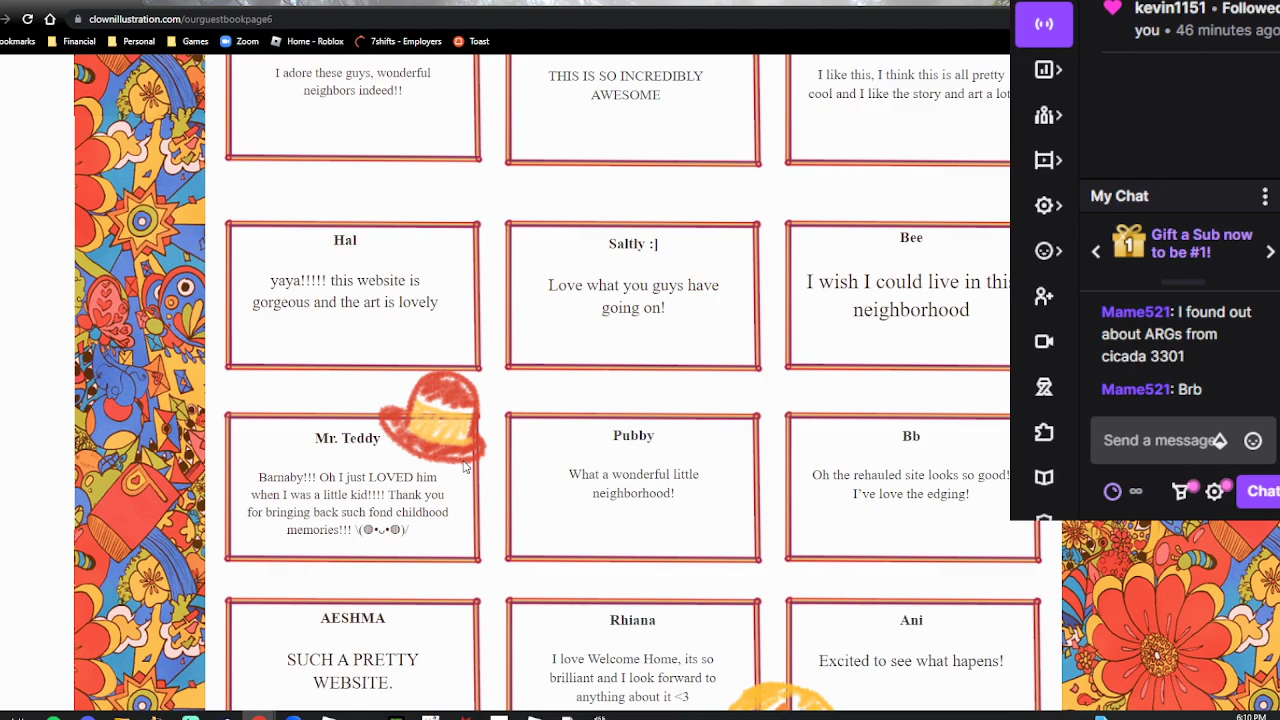 clownillustration.com/ourguestbookpage6
ookmarks Financial Personal Games Zoom Home - Roblox 7shifts - Employers Toast
I adore these guys, wonderful
neighbors indeed!!
THIS IS SO INCREDIBLY
AWESOME
I like this, I think this is all pretty
cool and I like the story and art a lot
Hal
yaya!!!!! this website is
gorgeous and the art is lovely
Saltly :]
Love what you guys have
going on!
Bee
I wish I could live in this
neighborhood
Mr. Teddy
Barnaby!!! Oh I just LOVED him
when I was a little kid!!!! Thank you
for bringing back such fond childhood
memories!!! \(◍•ᴗ•◍)/
Pubby
What a wonderful little
neighborhood!
Bb
Oh the rehauled site looks so good!
I’ve love the edging!
AESHMA
SUCH A PRETTY
WEBSITE.
Rhiana
I love Welcome Home, its so
brilliant and I look forward to
anything about it <3
Ani
Excited to see what hapens!
kevin1151 • Followed
you • 46 minutes ago
My Chat
1
Gift a Sub now
to be #1!
Mame521: I found out
about ARGs from
cicada 3301
Mame521: Brb
Send a message
Chat
6:10 PM